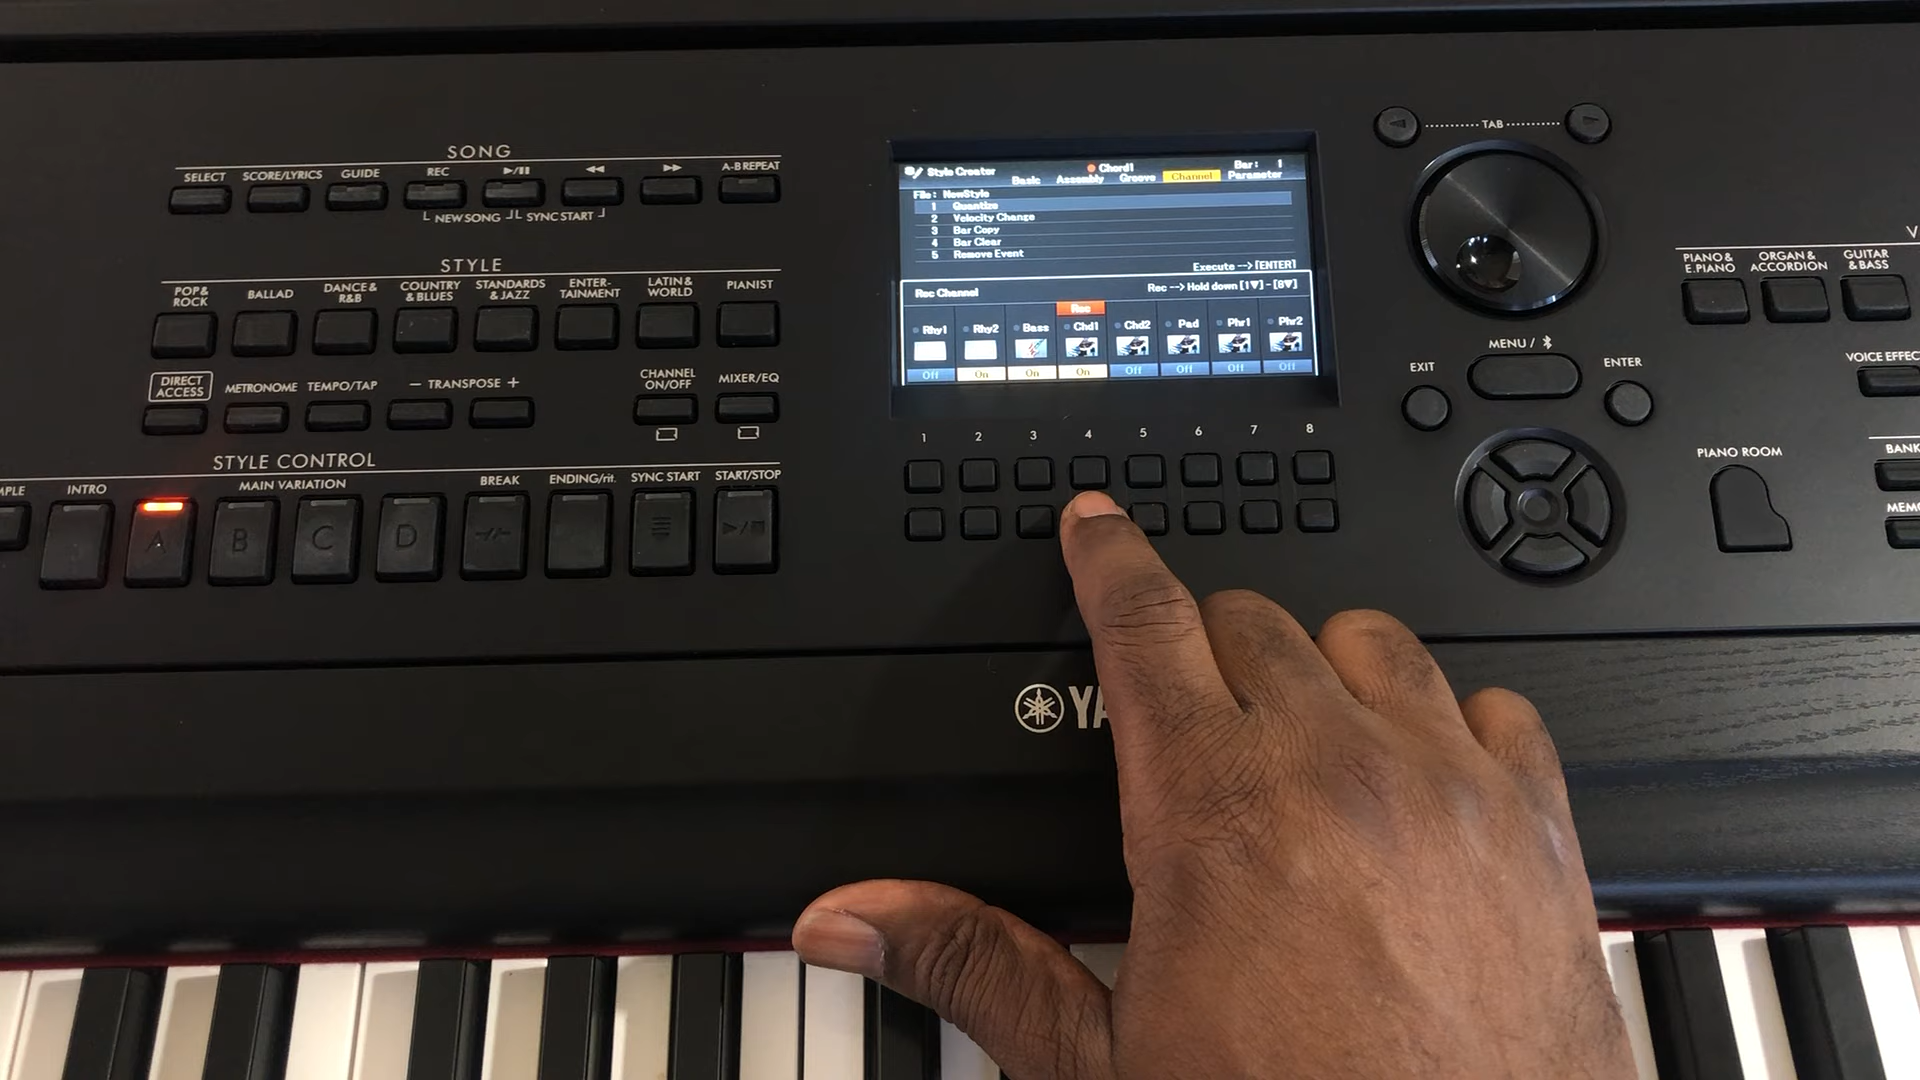 SONG
SELECT SCORE/LYRICS GUIDE REC ▶/❚❚ ◀◀ ▶▶ A-B REPEAT
NEW SONG SYNC START
STYLE
POP & ROCK
BALLAD
DANCE & R&B
COUNTRY & BLUES
STANDARDS & JAZZ
ENTER-TAINMENT
LATIN & WORLD
PIANIST
DIRECT ACCESS
METRONOME TEMPO/TAP − TRANSPOSE +
CHANNEL ON/OFF
MIXER/EQ
STYLE CONTROL
INTRO MAIN VARIATION BREAK ENDING/rit. SYNC START START/STOP
A B C D
Style Creator Chord1 Bar: 1
Basic Assembly Groove Channel Parameter
File: NewStyle
1 Quantize
2 Velocity Change
3 Bar Copy
4 Bar Clear
5 Remove Event
Execute --> [ENTER]
Rec Channel Rec --> Hold down [1▼] - [8▼]
Rec
Rhy1 Rhy2 Bass Chd1 Chd2 Pad Phr1 Phr2
Off On On On Off Off Off Off
1 2 3 4 5 6 7 8
TAB
MENU /
EXIT
ENTER
PIANO & E.PIANO
ORGAN & ACCORDION
GUITAR & BASS
PIANO ROOM
BANK